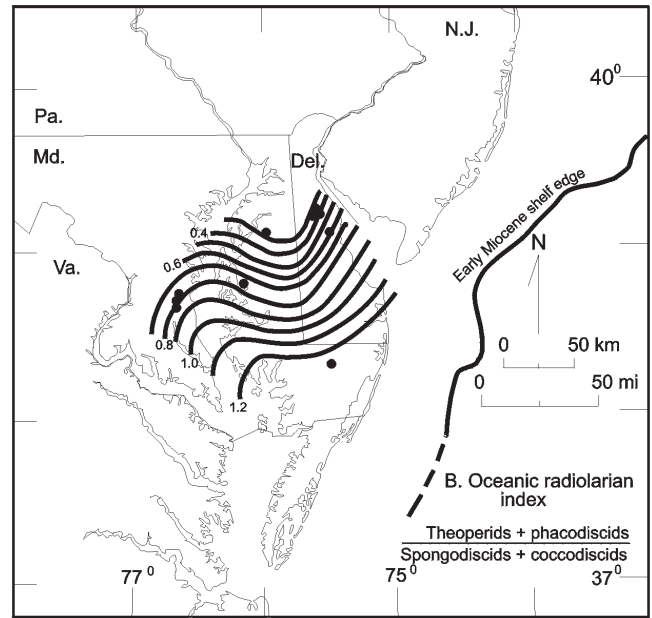 N.J.
40⁰
Pa.
Md.
Del.
Early Miocene shelf edge
0.4
N
0.6
Va.
0.8
0 50 km
1.0
0 50 mi
1.2
B. Oceanic radiolarian
index
Theoperids + phacodiscids
Spongodiscids + coccodiscids
77⁰ 75⁰ 37⁰